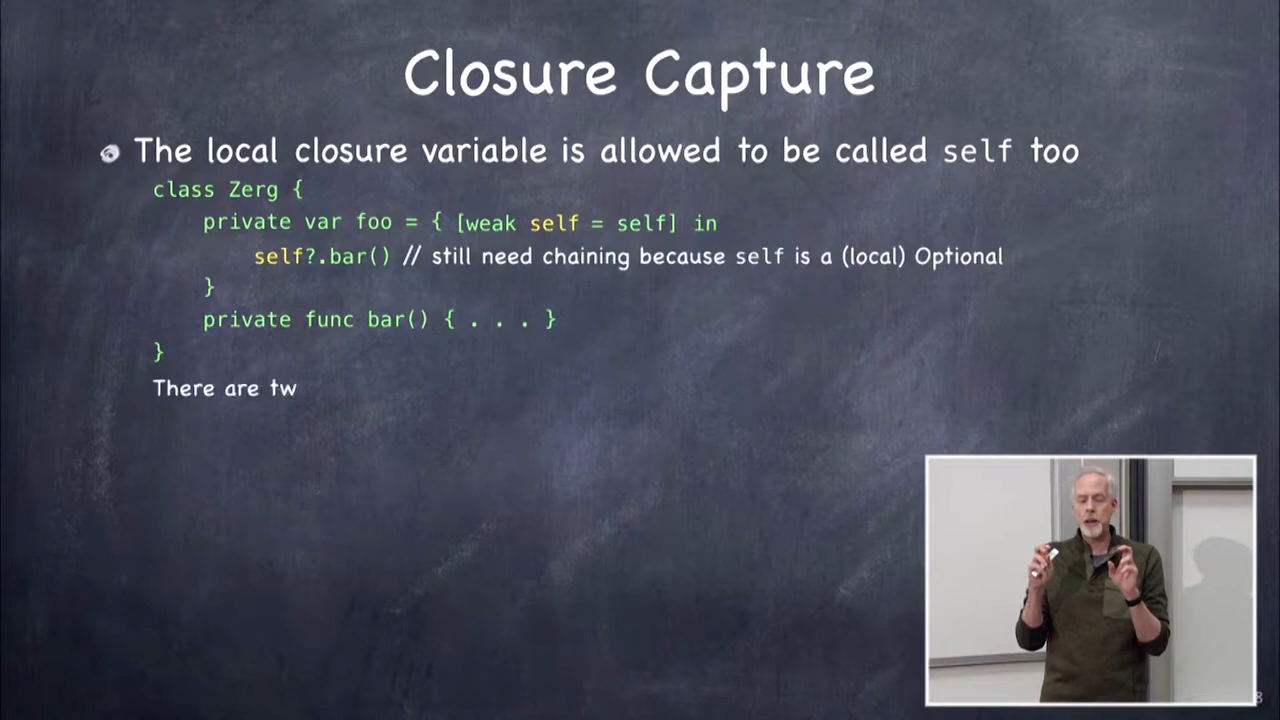 Closure Capture
The local closure variable is allowed to be called self too
class Zerg {
private var foo = { [weak self = self] in
self?.bar() // still need chaining because self is a (local) Optional
}
private func bar() { . . . }
}
There are tw
8